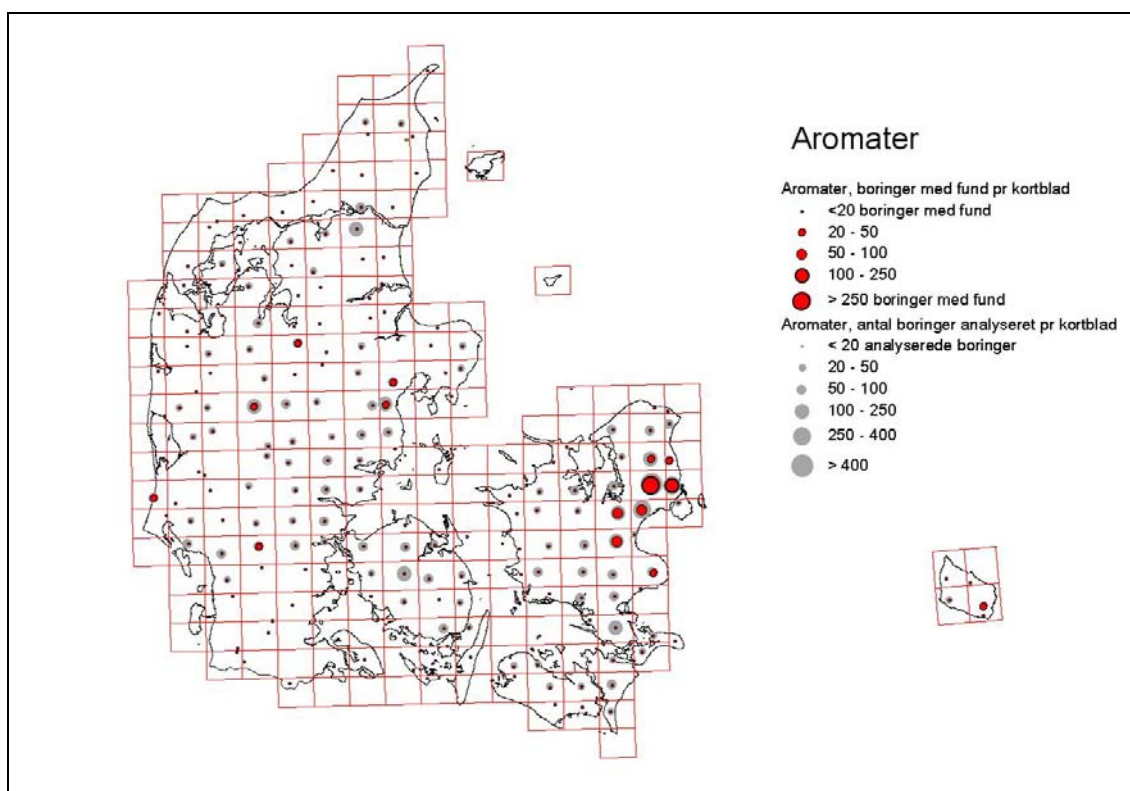 Aromater
Aromater, boringer med fund pr kortblad
<20 boringer med fund
20 - 50
50 - 100
100 - 250
> 250 boringer med fund
Aromater, antal boringer analyseret pr kortblad
< 20 analyserede boringer
20 - 50
50 - 100
100 - 250
250 - 400
> 400